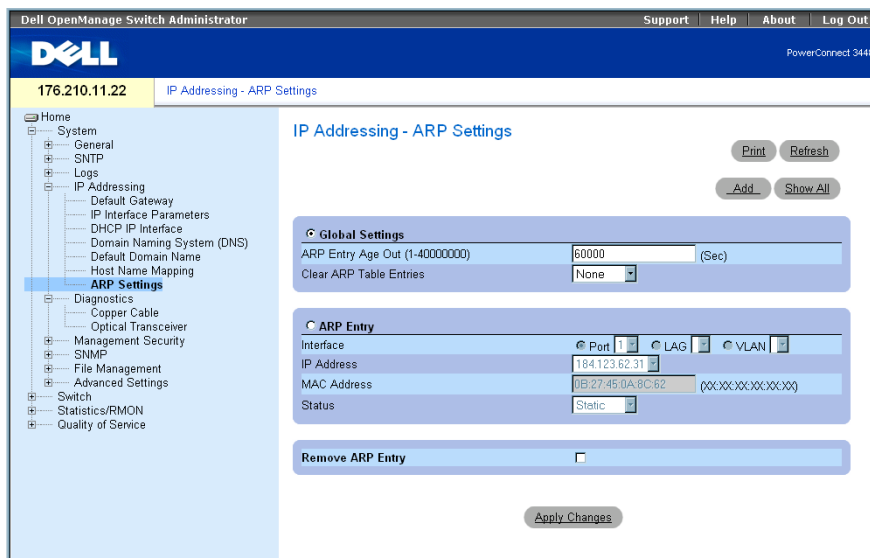 Dell OpenManage Switch Administrator
Support Help About Log Out
DELL
PowerConnect 3448
176.210.11.22
IP Addressing - ARP Settings
Home
System
General
SNTP
Logs
IP Addressing
Default Gateway
IP Interface Parameters
DHCP IP Interface
Domain Naming System (DNS)
Default Domain Name
Host Name Mapping
ARP Settings
Diagnostics
Copper Cable
Optical Transceiver
Management Security
SNMP
File Management
Advanced Settings
Switch
Statistics/RMON
Quality of Service
IP Addressing - ARP Settings
Print Refresh
Add Show All
Global Settings
ARP Entry Age Out (1-40000000) 60000 (Sec)
Clear ARP Table Entries None
ARP Entry
Interface Port 1 LAG VLAN
IP Address 184.123.62.31
MAC Address 0B:27:45:0A:8C:62 (XX:XX:XX:XX:XX:XX)
Status Static
Remove ARP Entry
Apply Changes